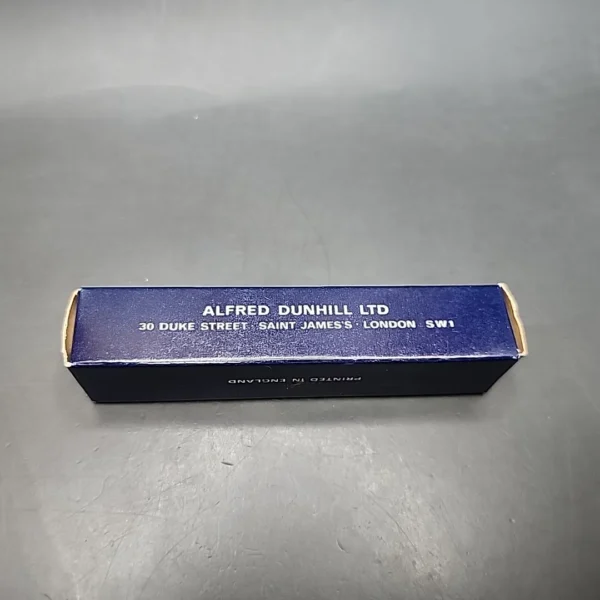 ALFRED DUNHILL LTD
30 DUKE STREET · SAINT JAMES'S · LONDON SW1
PRINTED IN ENGLAND